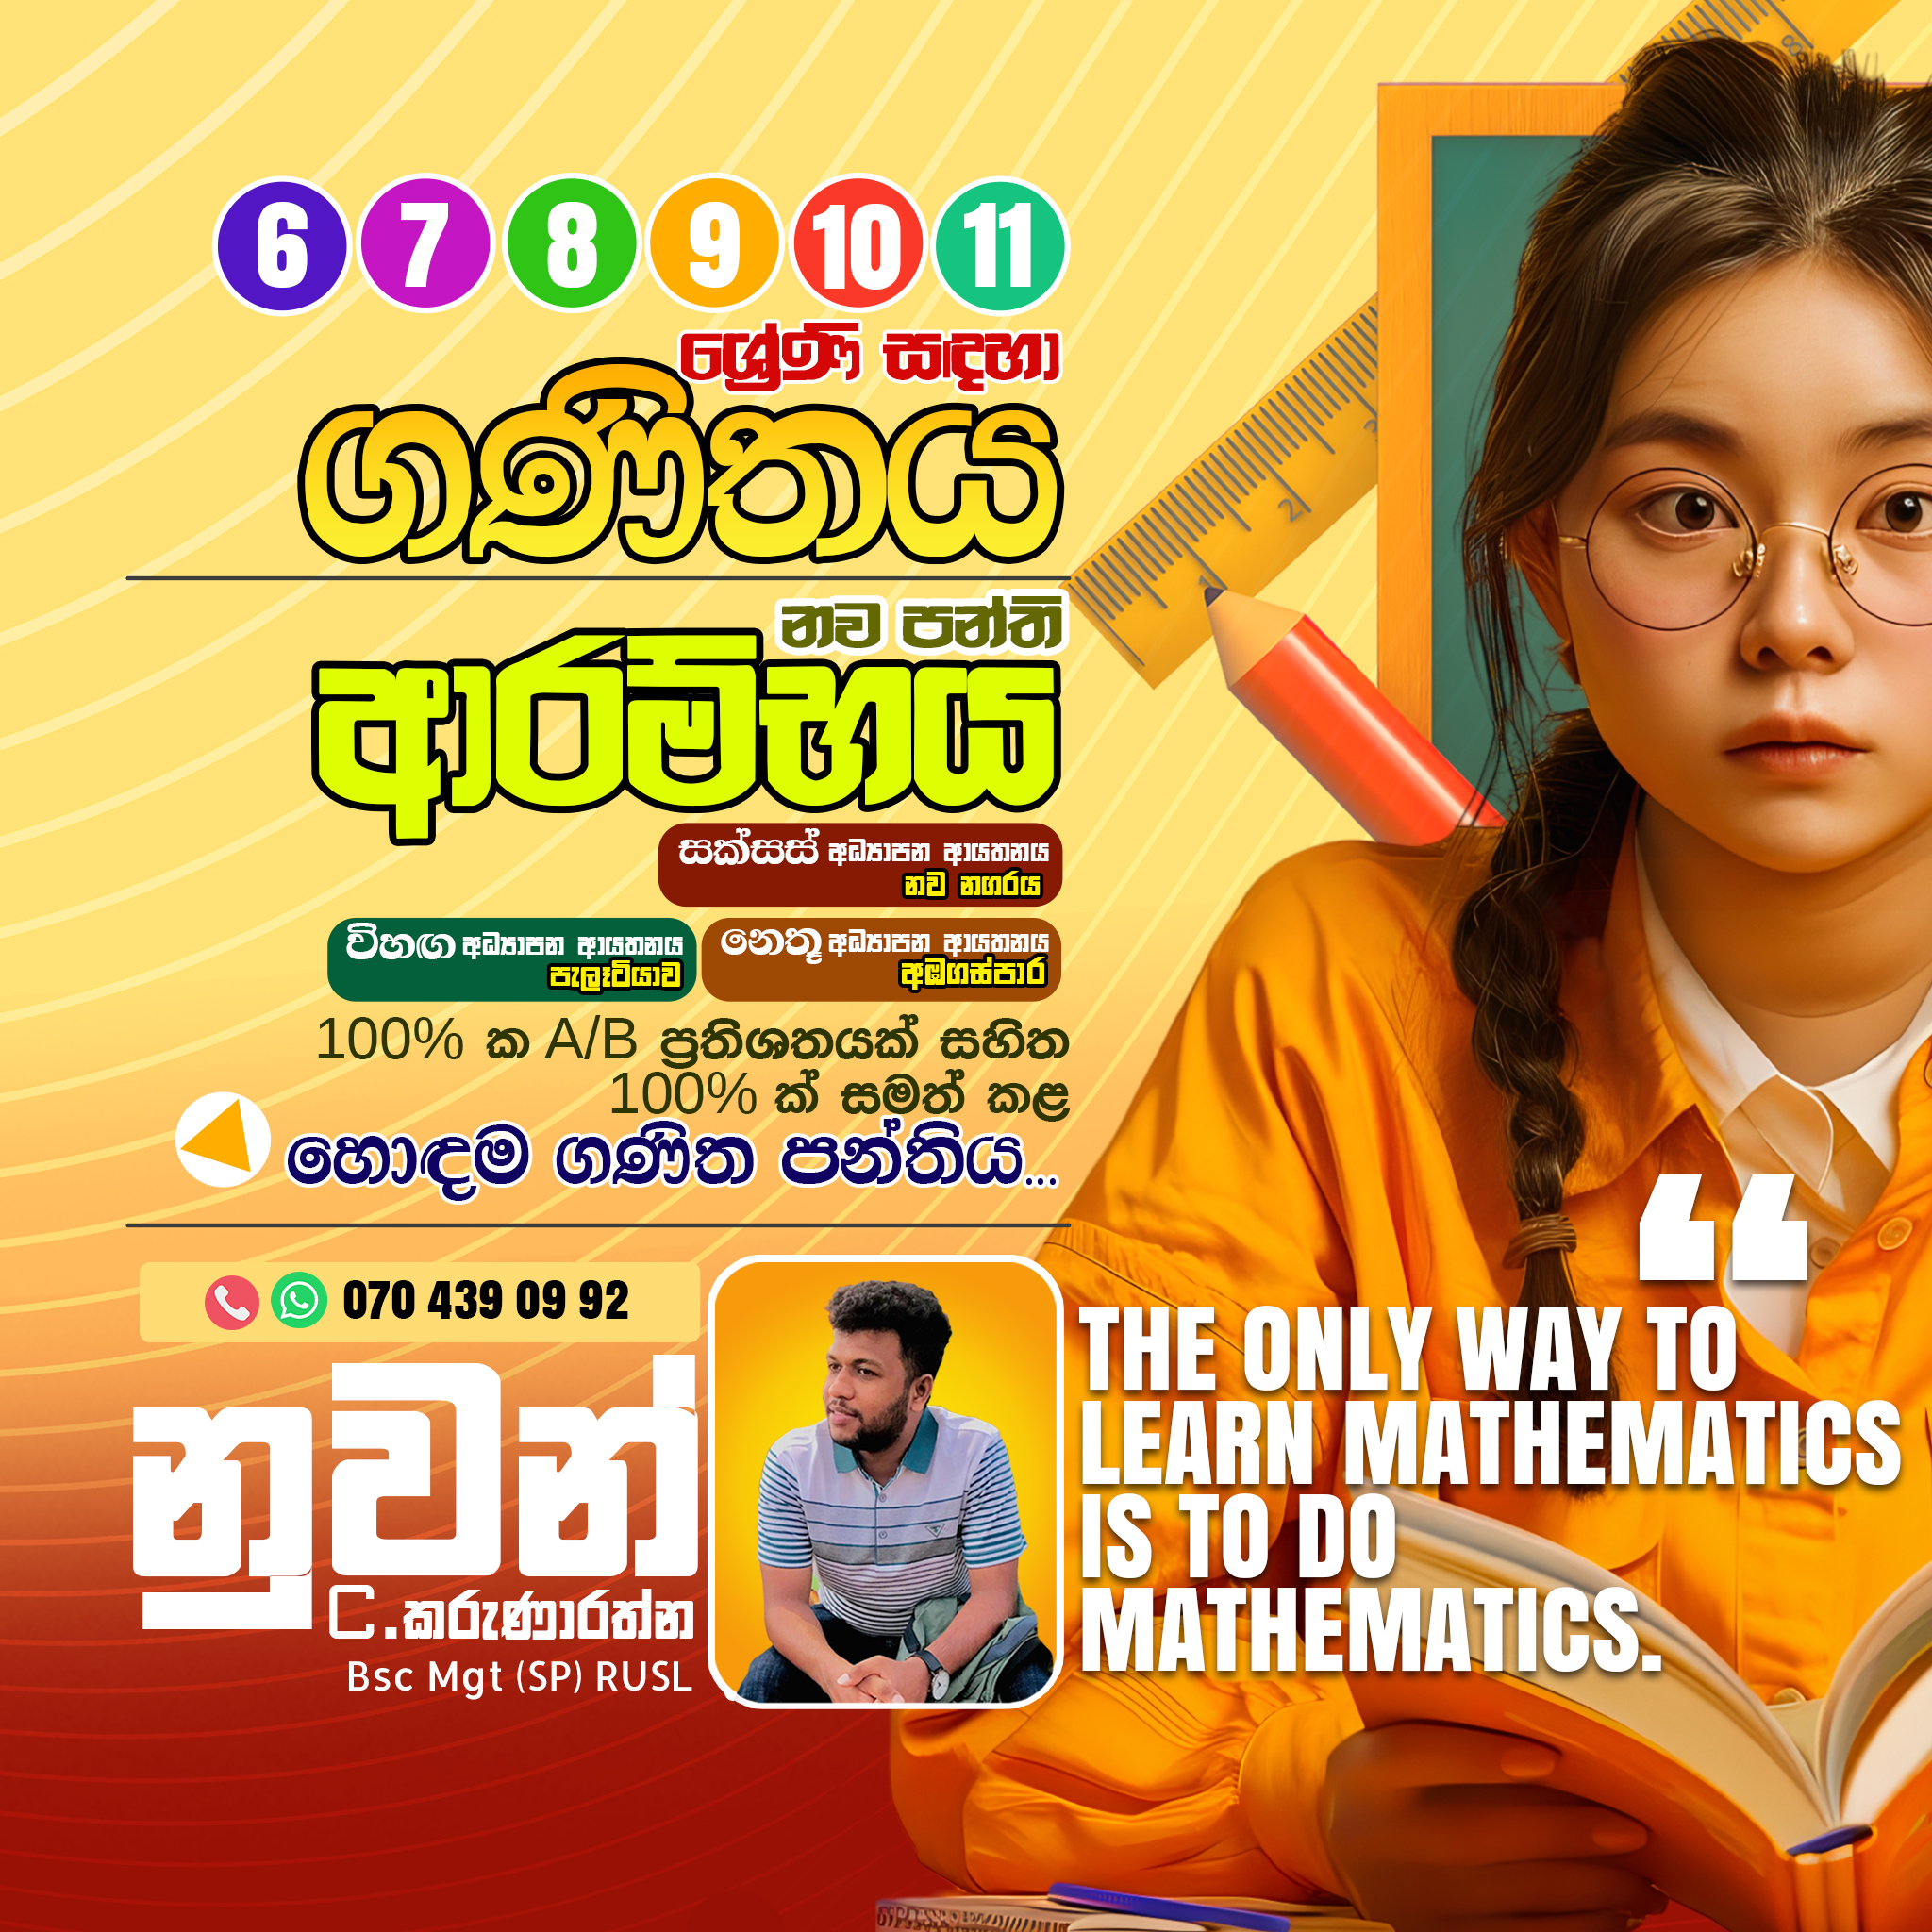 6 7 8 9 10 11
ශ්‍රේණි සඳහා
ගණිතය
නව පන්ති
ආරම්භය
සක්සස් අධ්‍යාපන ආයතනය
නව නගරය
විහඟ අධ්‍යාපන ආයතනය
පැලෑටියාව
නෙතු අධ්‍යාපන ආයතනය
අඹගස්පාර
100% ක A/B ප්‍රතිශතයක් සහිත
100% ක් සමත් කළ
හොඳම ගණිත පන්තිය...
070 439 09 92
නුවන්
C.කරුණාරත්න
Bsc Mgt (SP) RUSL
“
THE ONLY WAY TO
LEARN MATHEMATICS
IS TO DO
MATHEMATICS.
1 2 3